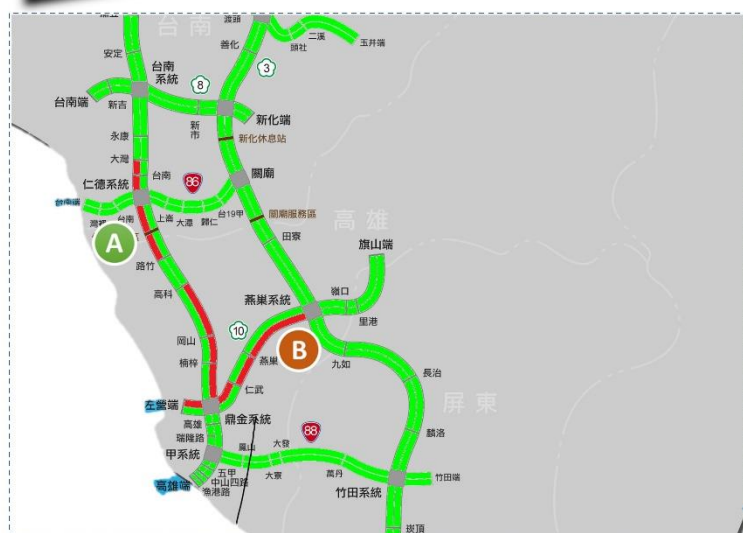 台南
渡頭
善化
頭社
二溪
玉井端
安定
台南
系統
8
3
台南端
新吉
新市
新化端
永康
新化休息站
大灣
台南
仁德系統
86
關廟
台南端
灣裡
台南
上崙
大潭
歸仁
台19甲
關廟服務區
高雄
A
田寮
旗山端
路竹
高科
燕巢系統
嶺口
里港
10
岡山
燕巢
B
楠梓
九如
長治
仁武
屏東
左營端
鼎金系統
高雄
瑞隆路
88
麟洛
甲系統
鳳山
大發
五甲
大寮
萬丹
竹田端
中山四路
高雄端
漁港路
竹田系統
崁頂